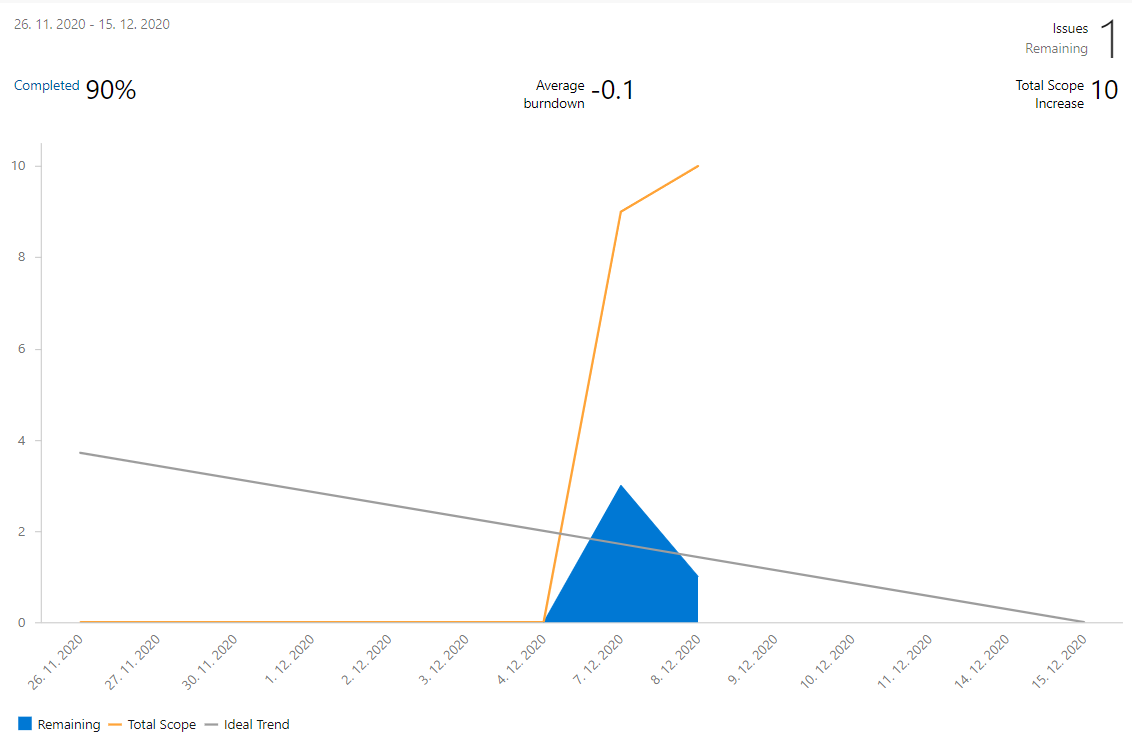 26. 11. 2020 - 15. 12. 2020
Issues
Remaining
1
Completed 90%
Average
burndown
-0.1
Total Scope
Increase
10
10
8
6
4
2
0
26. 11. 2020
27. 11. 2020
30. 11. 2020
1. 12. 2020
2. 12. 2020
3. 12. 2020
4. 12. 2020
7. 12. 2020
8. 12. 2020
9. 12. 2020
10. 12. 2020
11. 12. 2020
14. 12. 2020
15. 12. 2020
Remaining Total Scope Ideal Trend